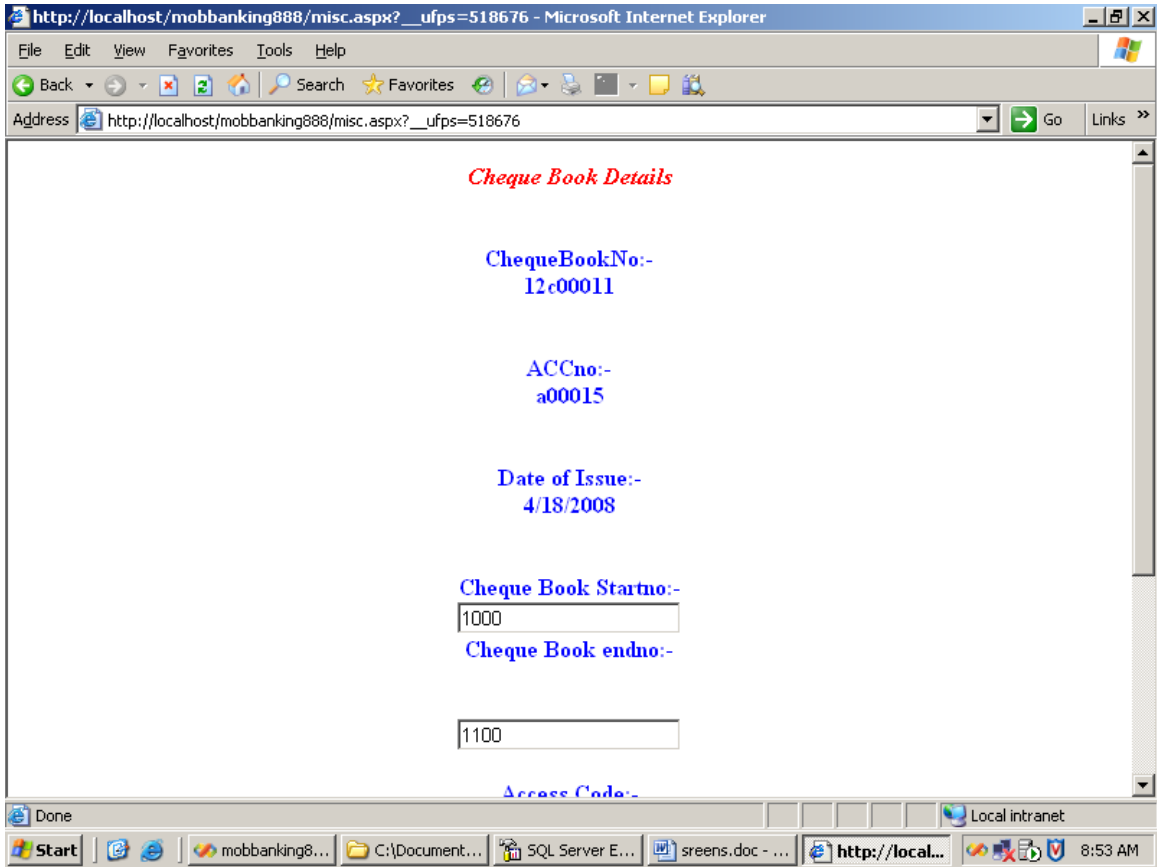 http://localhost/mobbanking888/misc.aspx?__ufps=518676 - Microsoft Internet Explorer
File Edit View Favorites Tools Help
Back Search Favorites
Address http://localhost/mobbanking888/misc.aspx?__ufps=518676 Go Links »
Cheque Book Details
ChequeBookNo:-
12c00011
ACCno:-
a00015
Date of Issue:-
4/18/2008
Cheque Book Startno:-
1000
Cheque Book endno:-
1100
Access Code:-
Done Local intranet
Start mobbanking8... C:\Document... SQL Server E... sreens.doc - ... http://local... 8:53 AM